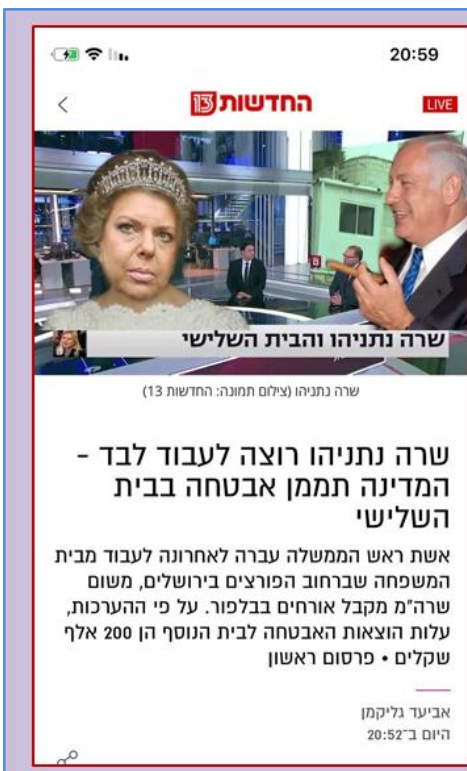 20:59
LIVE
החדשות 13
שרה נתניהו והבית השלישי
שרה נתניהו (צילום תמונה: החדשות 13)
שרה נתניהו רוצה לעבוד לבד -
המדינה תממן אבטחה בבית
השלישי
אשת ראש הממשלה עברה לאחרונה לעבוד מבית
המשפחה שברחוב הפורצים בירושלים, משום
שרה"מ מקבל אורחים בבלפור. על פי ההערכות,
עלות הוצאות האבטחה לבית הנוסף הן 200 אלף
שקלים • פרסום ראשון
אביעד גליקמן
היום ב־20:52